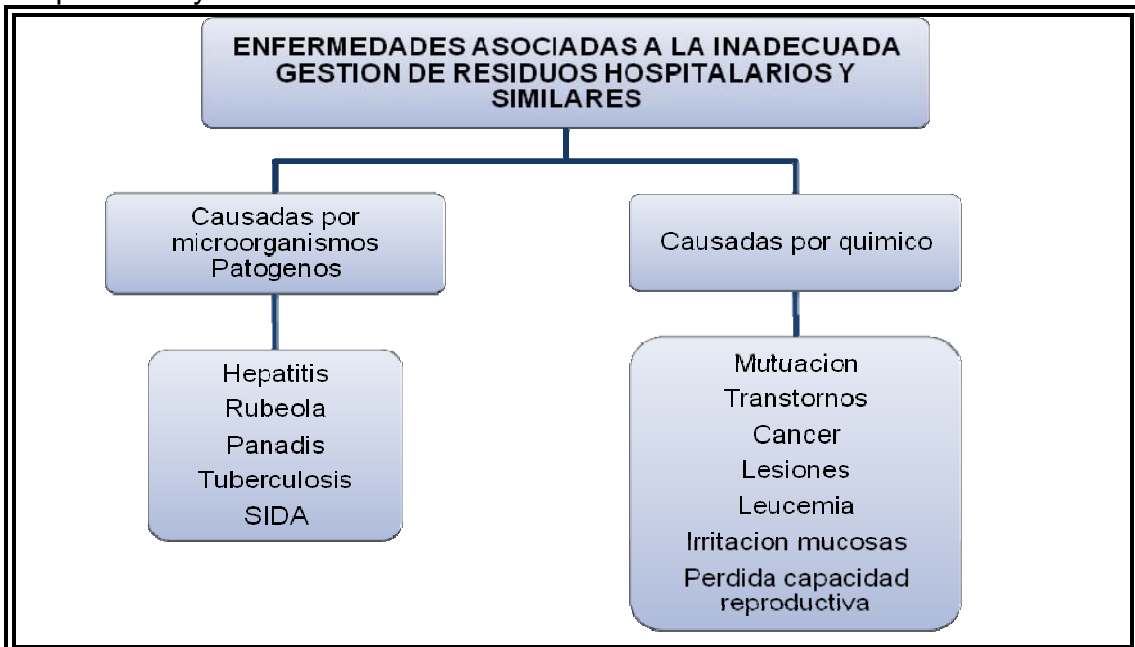 ENFERMEDADES ASOCIADAS A LA INADECUADA
GESTION DE RESIDUOS HOSPITALARIOS Y
SIMILARES
Causadas por
microorganismos
Patogenos
Hepatitis
Rubeola
Panadis
Tuberculosis
SIDA
Causadas por quimico
Mutuacion
Transtornos
Cancer
Lesiones
Leucemia
Irritacion mucosas
Perdida capacidad
reproductiva